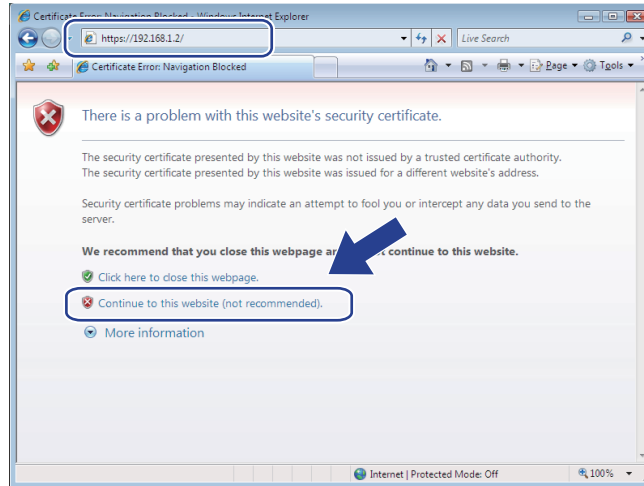 Certificate Error: Navigation Blocked - Windows Internet Explorer
https://192.168.1.2/
Live Search
Certificate Error: Navigation Blocked
Page
Tools
There is a problem with this website's security certificate.
The security certificate presented by this website was not issued by a trusted certificate authority.
The security certificate presented by this website was issued for a different website's address.
Security certificate problems may indicate an attempt to fool you or intercept any data you send to the
server.
We recommend that you close this webpage and continue to this website.
Click here to close this webpage.
Continue to this website (not recommended).
More information
Internet | Protected Mode: Off
100%